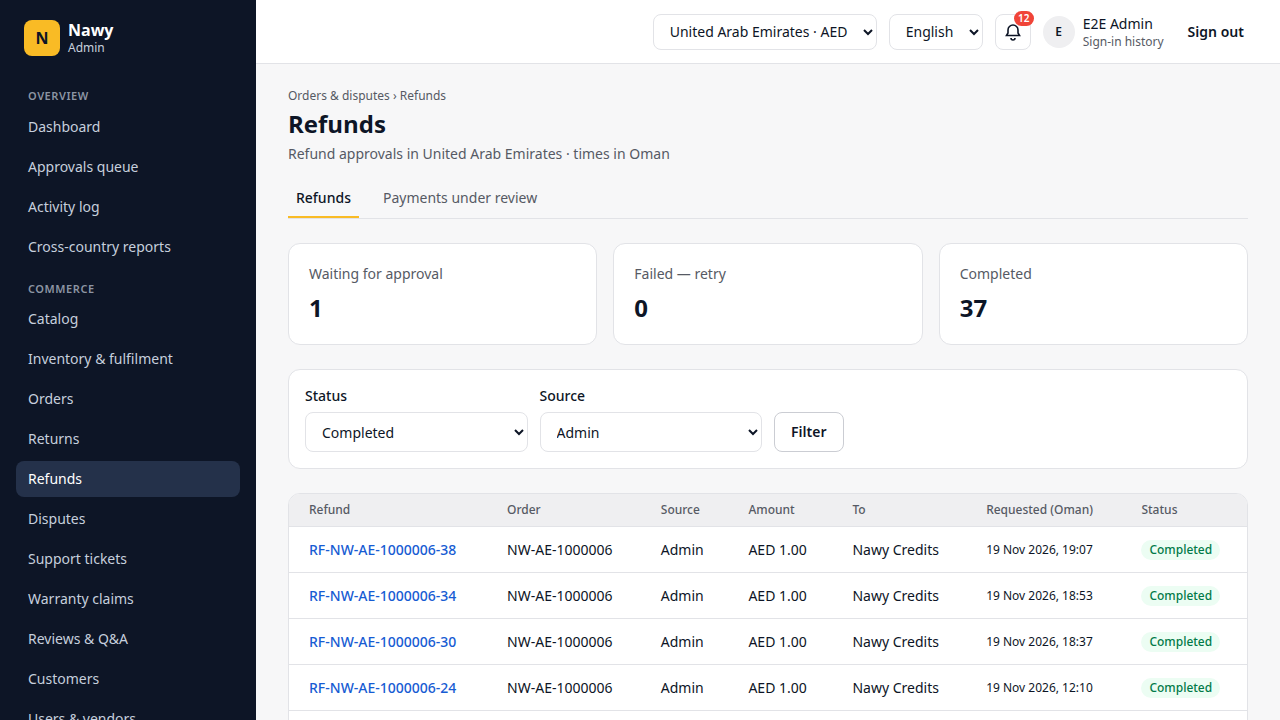 N
Nawy
Admin
OVERVIEW
Dashboard
Approvals queue
Activity log
Cross-country reports
COMMERCE
Catalog
Inventory & fulfilment
Orders
Returns
Refunds
Disputes
Support tickets
Warranty claims
Reviews & Q&A
Customers
Users & vendors
United Arab Emirates · AED
English
12
E
E2E Admin
Sign-in history
Sign out
Orders & disputes › Refunds
Refunds
Refund approvals in United Arab Emirates · times in Oman
Refunds Payments under review
Waiting for approval
1
Failed — retry
0
Completed
37
Status Source
Completed Admin Filter
Refund Order Source Amount To Requested (Oman) Status
RF-NW-AE-1000006-38 NW-AE-1000006 Admin AED 1.00 Nawy Credits 19 Nov 2026, 19:07 Completed
RF-NW-AE-1000006-34 NW-AE-1000006 Admin AED 1.00 Nawy Credits 19 Nov 2026, 18:53 Completed
RF-NW-AE-1000006-30 NW-AE-1000006 Admin AED 1.00 Nawy Credits 19 Nov 2026, 18:37 Completed
RF-NW-AE-1000006-24 NW-AE-1000006 Admin AED 1.00 Nawy Credits 19 Nov 2026, 12:10 Completed